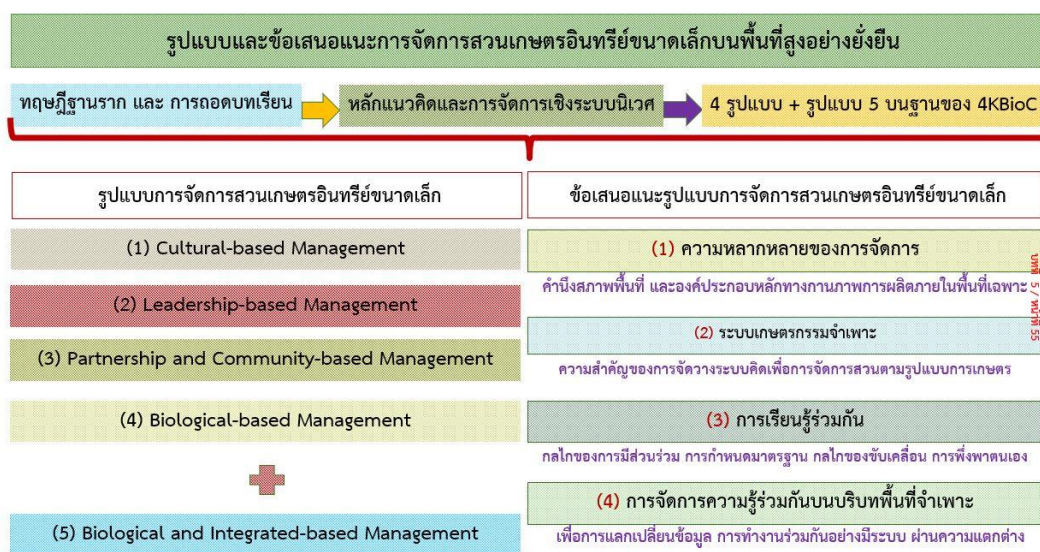 รูปแบบและข้อเสนอแนะการจัดการสวนเกษตรอินทรีย์ขนาดเล็กบนพื้นที่สูงอย่างยั่งยืน
ทฤษฎีฐานราก และ การถอดบทเรียน
หลักแนวคิดและการจัดการเชิงระบบนิเวศ
4 รูปแบบ + รูปแบบ 5 บนฐานของ 4KBioC
รูปแบบการจัดการสวนเกษตรอินทรีย์ขนาดเล็ก
(1) Cultural-based Management
(2) Leadership-based Management
(3) Partnership and Community-based Management
(4) Biological-based Management
(5) Biological and Integrated-based Management
ข้อเสนอแนะรูปแบบการจัดการสวนเกษตรอินทรีย์ขนาดเล็ก
(1) ความหลากหลายของการจัดการ
คำนึงสภาพพื้นที่ และองค์ประกอบหลักทางกานภาพการผลิตภายในพื้นที่เฉพาะ
(2) ระบบเกษตรกรรมจำเพาะ
ความสำคัญของการจัดวางระบบคิดเพื่อการจัดการสวนตามรูปแบบการเกษตร
(3) การเรียนรู้ร่วมกัน
กลไกของการมีส่วนร่วม การกำหนดมาตรฐาน กลไกของขับเคลื่อน การพึ่งพาตนเอง
(4) การจัดการความรู้ร่วมกันบนบริบทพื้นที่จำเพาะ
เพื่อการแลกเปลี่ยนข้อมูล การทำงานร่วมกันอย่างมีระบบ ผ่านความแตกต่าง
บทที่ 5 / หน้าที่ 55